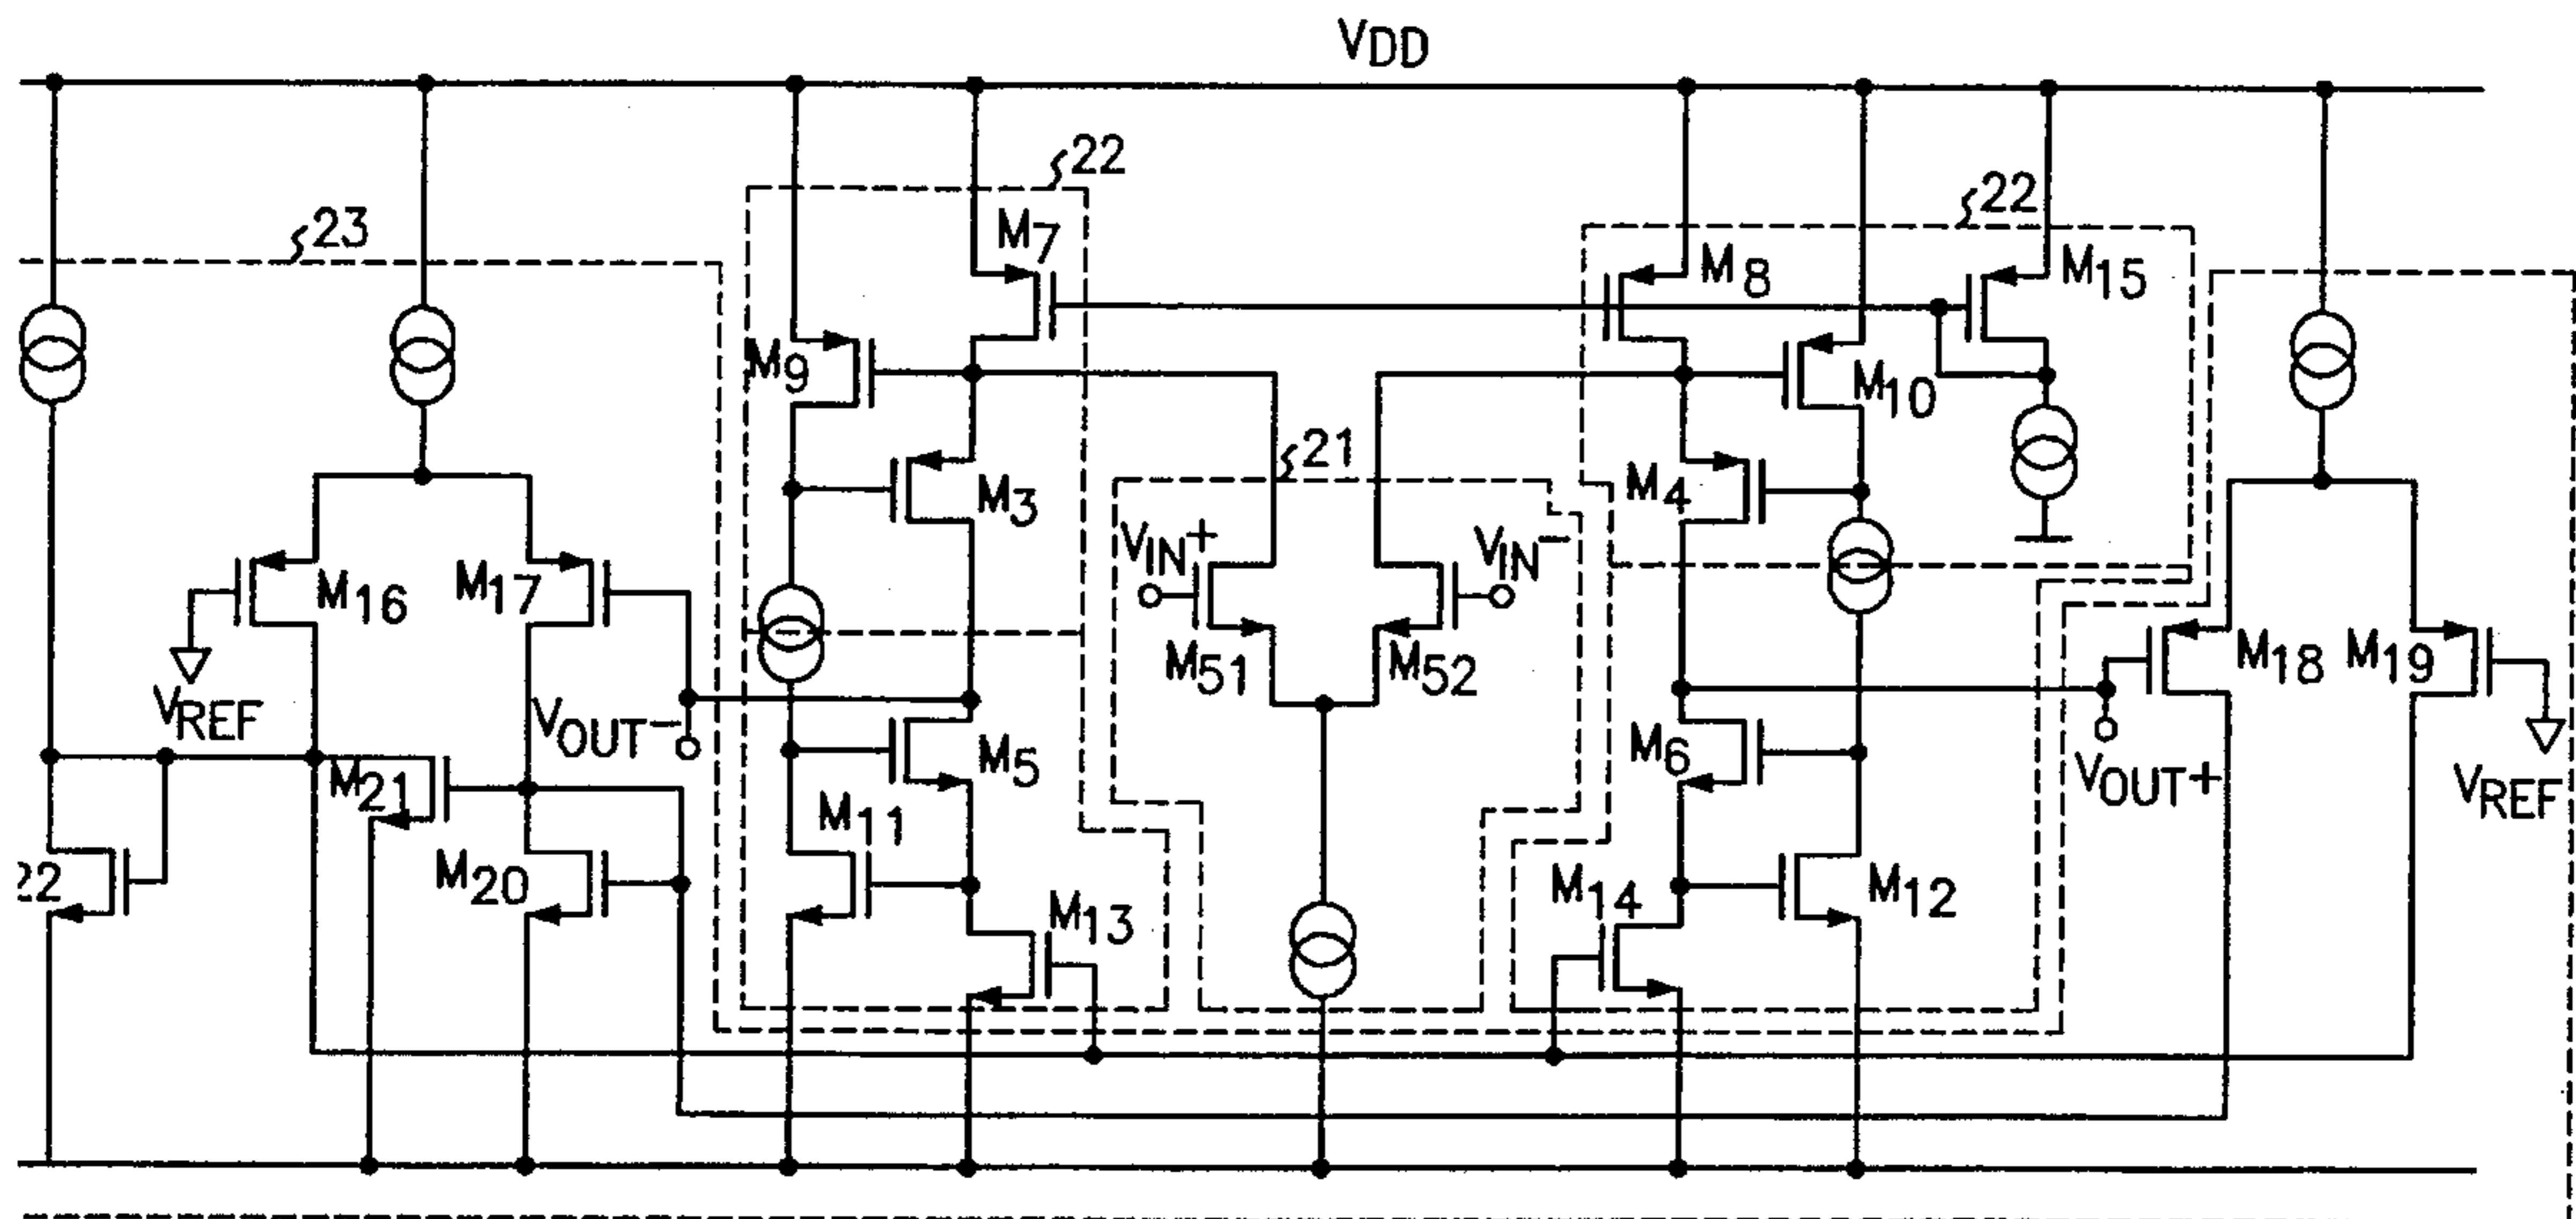 VDD
22
22
23
M7
M8
M15
M9
M10
21
M4
M3
VIN+
VIN-
M16
M17
M51
M52
M18
M19
VREF
VOUT-
M5
M6
VOUT+
VREF
M21
M11
M20
22
M14
M12
M13